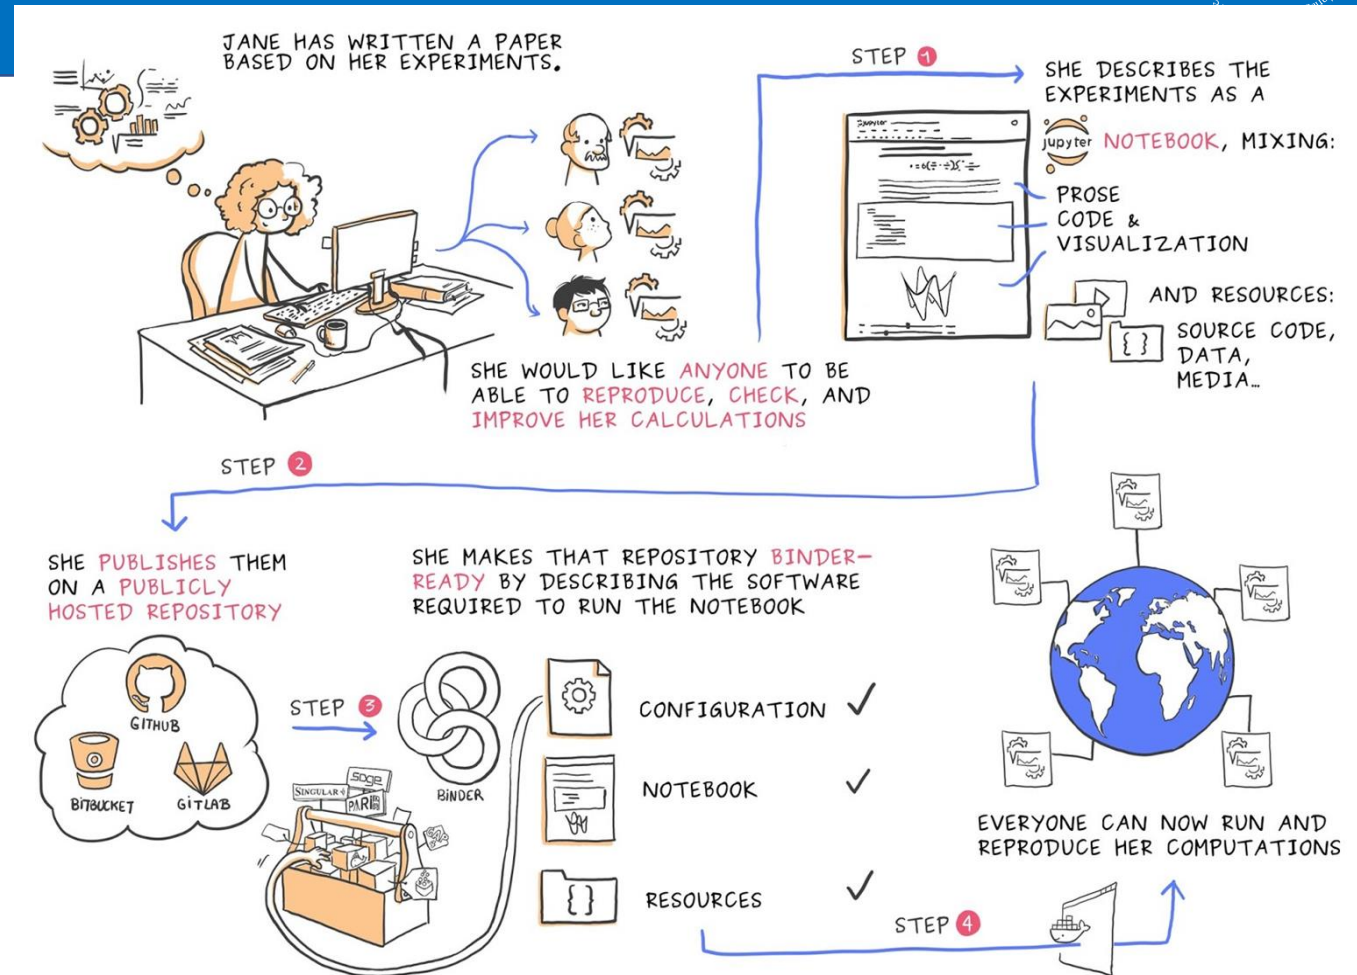 JANE HAS WRITTEN A PAPER
BASED ON HER EXPERIMENTS.
SHE WOULD LIKE ANYONE TO BE
ABLE TO REPRODUCE, CHECK, AND
IMPROVE HER CALCULATIONS
STEP 1
SHE DESCRIBES THE
EXPERIMENTS AS A
jupyter NOTEBOOK, MIXING:
jupyter
PROSE
CODE &
VISUALIZATION
AND RESOURCES:
SOURCE CODE,
DATA,
MEDIA...
STEP 2
SHE PUBLISHES THEM
ON A PUBLICLY
HOSTED REPOSITORY
GITHUB
BITBUCKET
GITLAB
STEP 3
SHE MAKES THAT REPOSITORY BINDER-
READY BY DESCRIBING THE SOFTWARE
REQUIRED TO RUN THE NOTEBOOK
BINDER
sage
SINGULAR
PARI
GAP
CONFIGURATION
NOTEBOOK
RESOURCES
STEP 4
EVERYONE CAN NOW RUN AND
REPRODUCE HER COMPUTATIONS